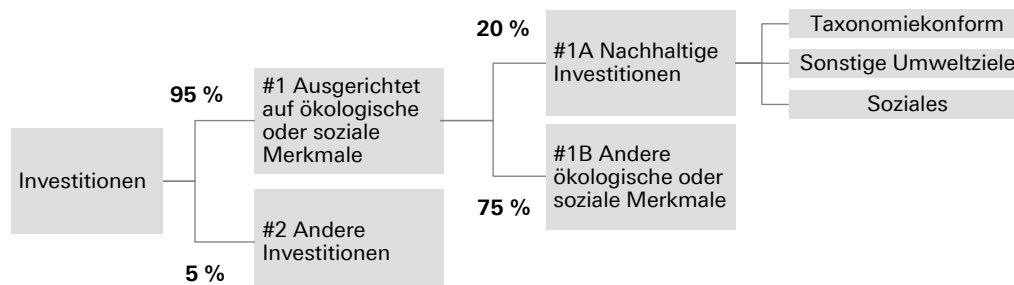 Investitionen
95 %
#1 Ausgerichtet
auf ökologische
oder soziale
Merkmale
5 %
#2 Andere
Investitionen
20 %
#1A Nachhaltige
Investitionen
75 %
#1B Andere
ökologische oder
soziale Merkmale
Taxonomiekonform
Sonstige Umweltziele
Soziales